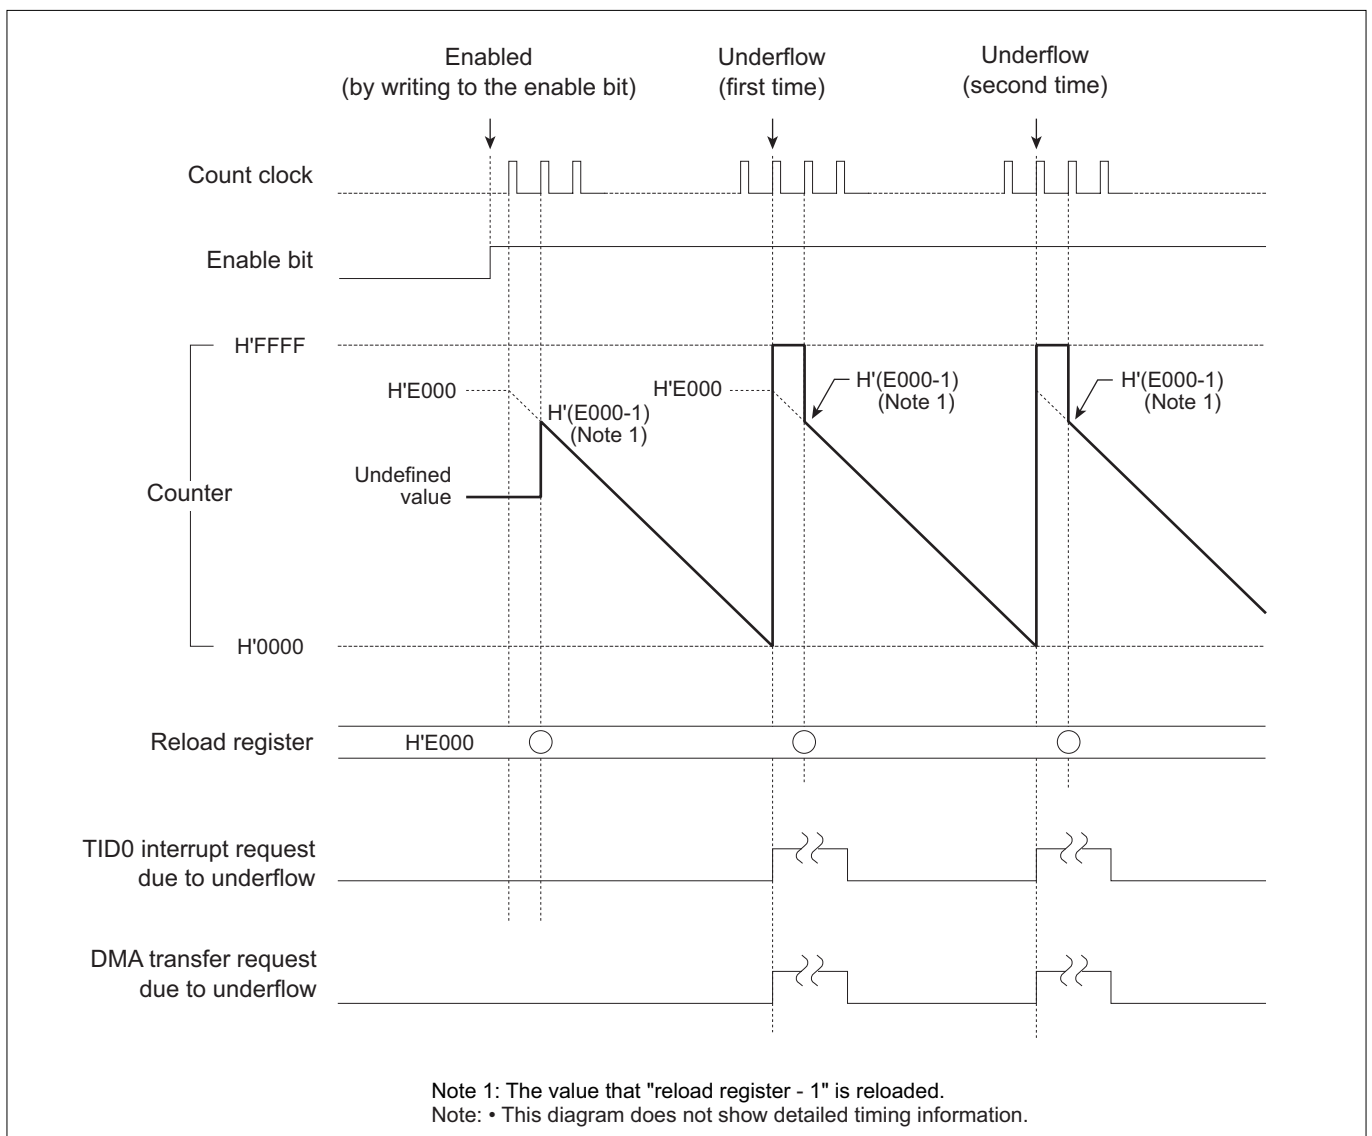 Enabled
(by writing to the enable bit)
Underflow
(first time)
Underflow
(second time)
Count clock
Enable bit
H'FFFF
H'E000
H'(E000-1)
(Note 1)
H'E000
H'(E000-1)
(Note 1)
H'(E000-1)
(Note 1)
Undefined
value
Counter
H'0000
Reload register
H'E000
TID0 interrupt request
due to underflow
DMA transfer request
due to underflow
Note 1: The value that "reload register - 1" is reloaded.
Note: • This diagram does not show detailed timing information.